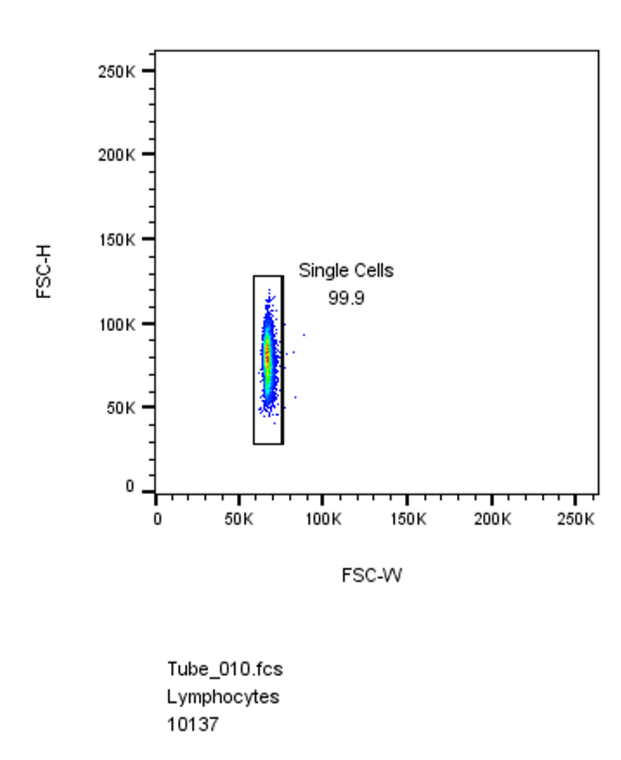 250K
200K
150K
100K
50K
0
FSC-H
Single Cells
99.9
0 50K 100K 150K 200K 250K
FSC-W
Tube_010.fcs
Lymphocytes
10137